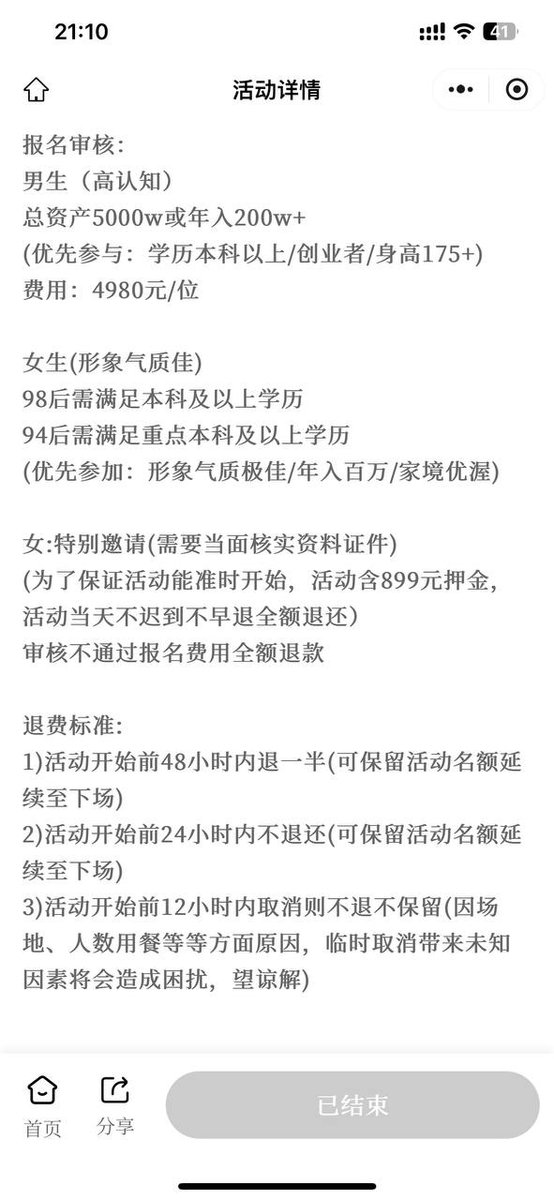 21:10
41
活动详情
报名审核:
男生（高认知）
总资产5000w或年入200w+
(优先参与：学历本科以上/创业者/身高175+)
费用：4980元/位
女生(形象气质佳)
98后需满足本科及以上学历
94后需满足重点本科及以上学历
(优先参加：形象气质极佳/年入百万/家境优渥)
女:特别邀请(需要当面核实资料证件)
(为了保证活动能准时开始，活动含899元押金，
活动当天不迟到不早退全额退还）
审核不通过报名费用全额退款
退费标准:
1)活动开始前48小时内退一半(可保留活动名额延
续至下场)
2)活动开始前24小时内不退还(可保留活动名额延
续至下场)
3)活动开始前12小时内取消则不退不保留(因场
地、人数用餐等等方面原因，临时取消带来未知
因素将会造成困扰，望谅解)
首页
分享
已结束